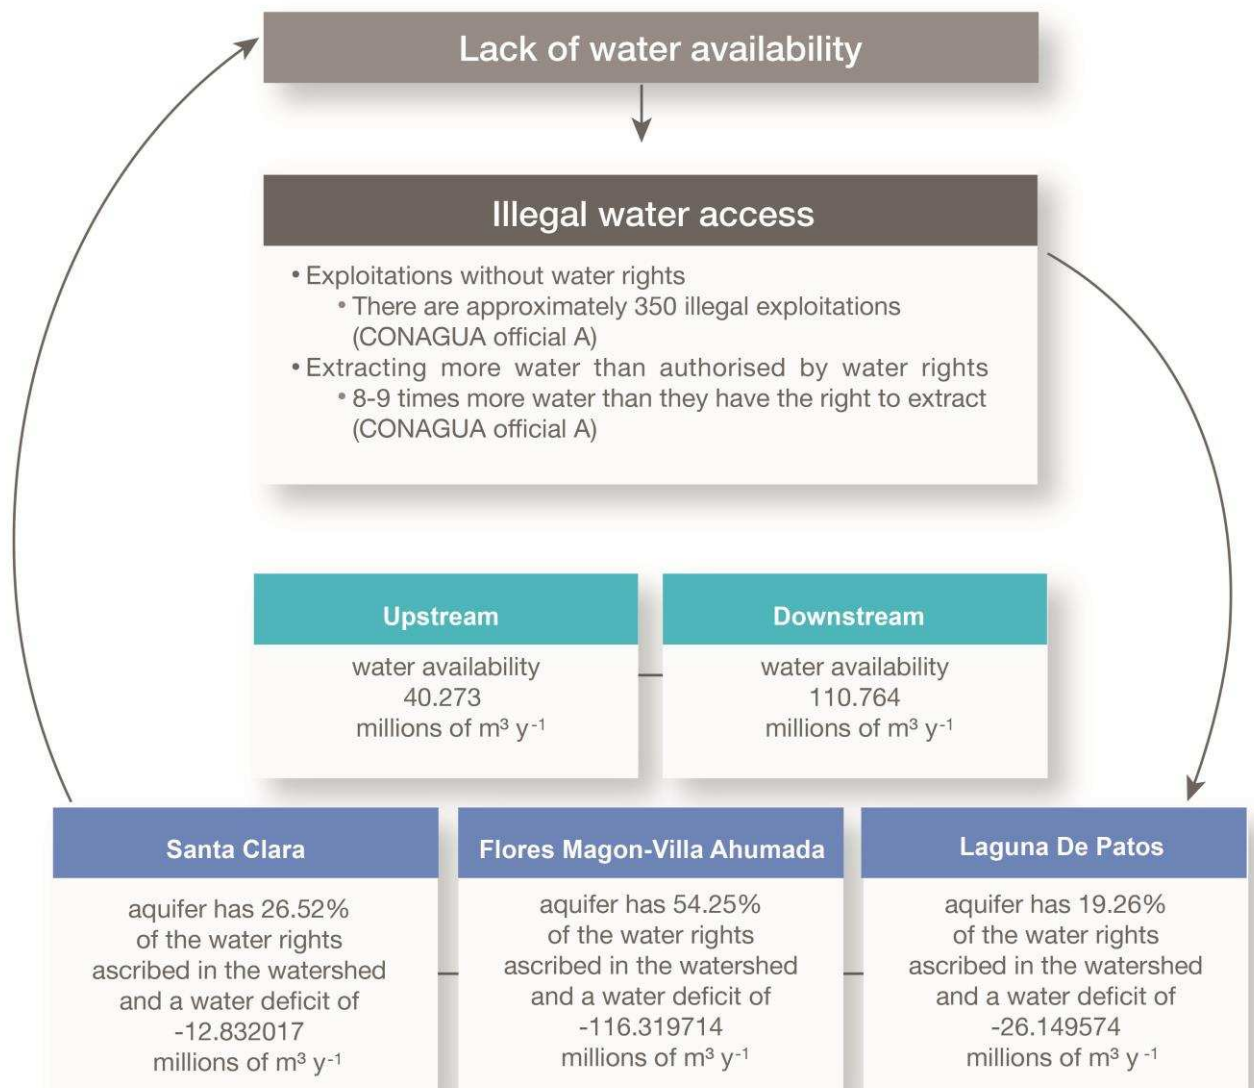 Lack of water availability
Illegal water access
• Exploitations without water rights
• There are approximately 350 illegal exploitations
(CONAGUA official A)
• Extracting more water than authorised by water rights
• 8-9 times more water than they have the right to extract
(CONAGUA official A)
Upstream
water availability
40.273
millions of m³ y⁻¹
Downstream
water availability
110.764
millions of m³ y⁻¹
Santa Clara
aquifer has 26.52%
of the water rights
ascribed in the watershed
and a water deficit of
-12.832017
millions of m³ y⁻¹
Flores Magon-Villa Ahumada
aquifer has 54.25%
of the water rights
ascribed in the watershed
and a water deficit of
-116.319714
millions of m³ y⁻¹
Laguna De Patos
aquifer has 19.26%
of the water rights
ascribed in the watershed
and a water deficit of
-26.149574
millions of m³ y⁻¹